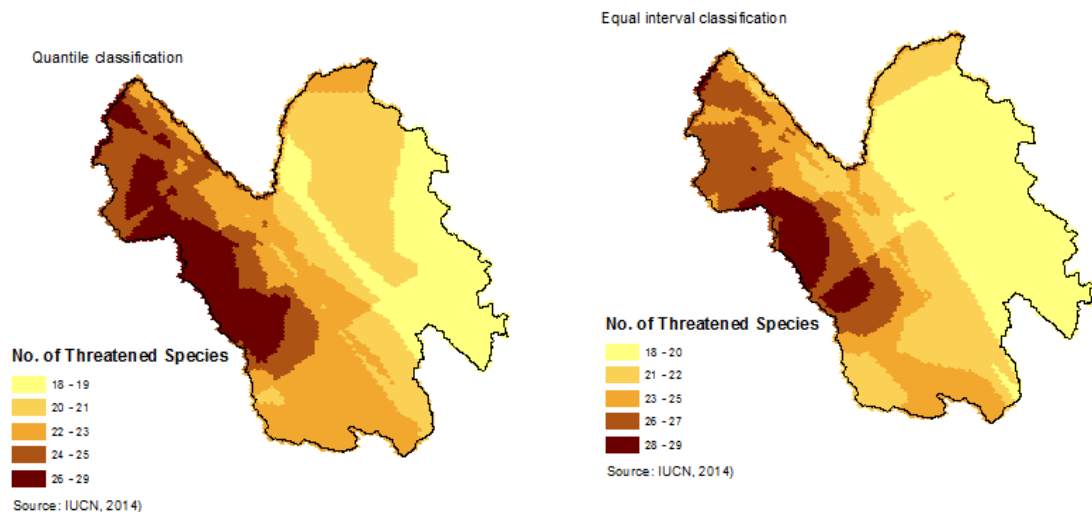 Quantile classification
No. of Threatened Species
18 - 19
20 - 21
22 - 23
24 - 25
26 - 29
Source: IUCN, 2014)
Equal interval classification
No. of Threatened Species
18 - 20
21 - 22
23 - 25
26 - 27
28 - 29
Source: IUCN, 2014)